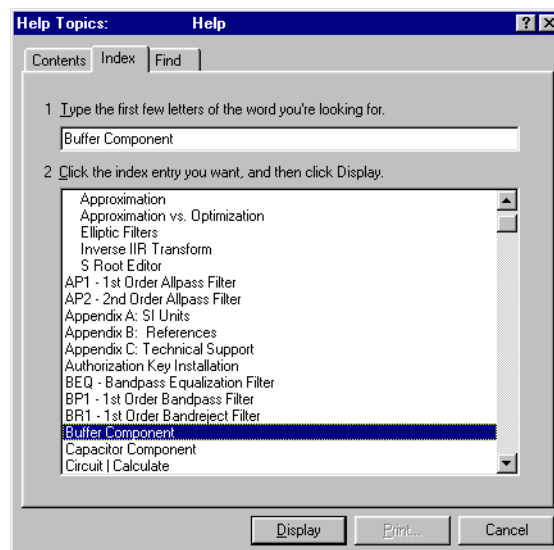 Help Topics: Help
Contents Index Find
1 Type the first few letters of the word you're looking for.
Buffer Component
2 Click the index entry you want, and then click Display.
Approximation
Approximation vs. Optimization
Elliptic Filters
Inverse IIR Transform
S Root Editor
AP1 - 1st Order Allpass Filter
AP2 - 2nd Order Allpass Filter
Appendix A: SI Units
Appendix B: References
Appendix C: Technical Support
Authorization Key Installation
BEQ - Bandpass Equalization Filter
BP1 - 1st Order Bandpass Filter
BR1 - 1st Order Bandreject Filter
Buffer Component
Capacitor Component
Circuit | Calculate
Display Print... Cancel